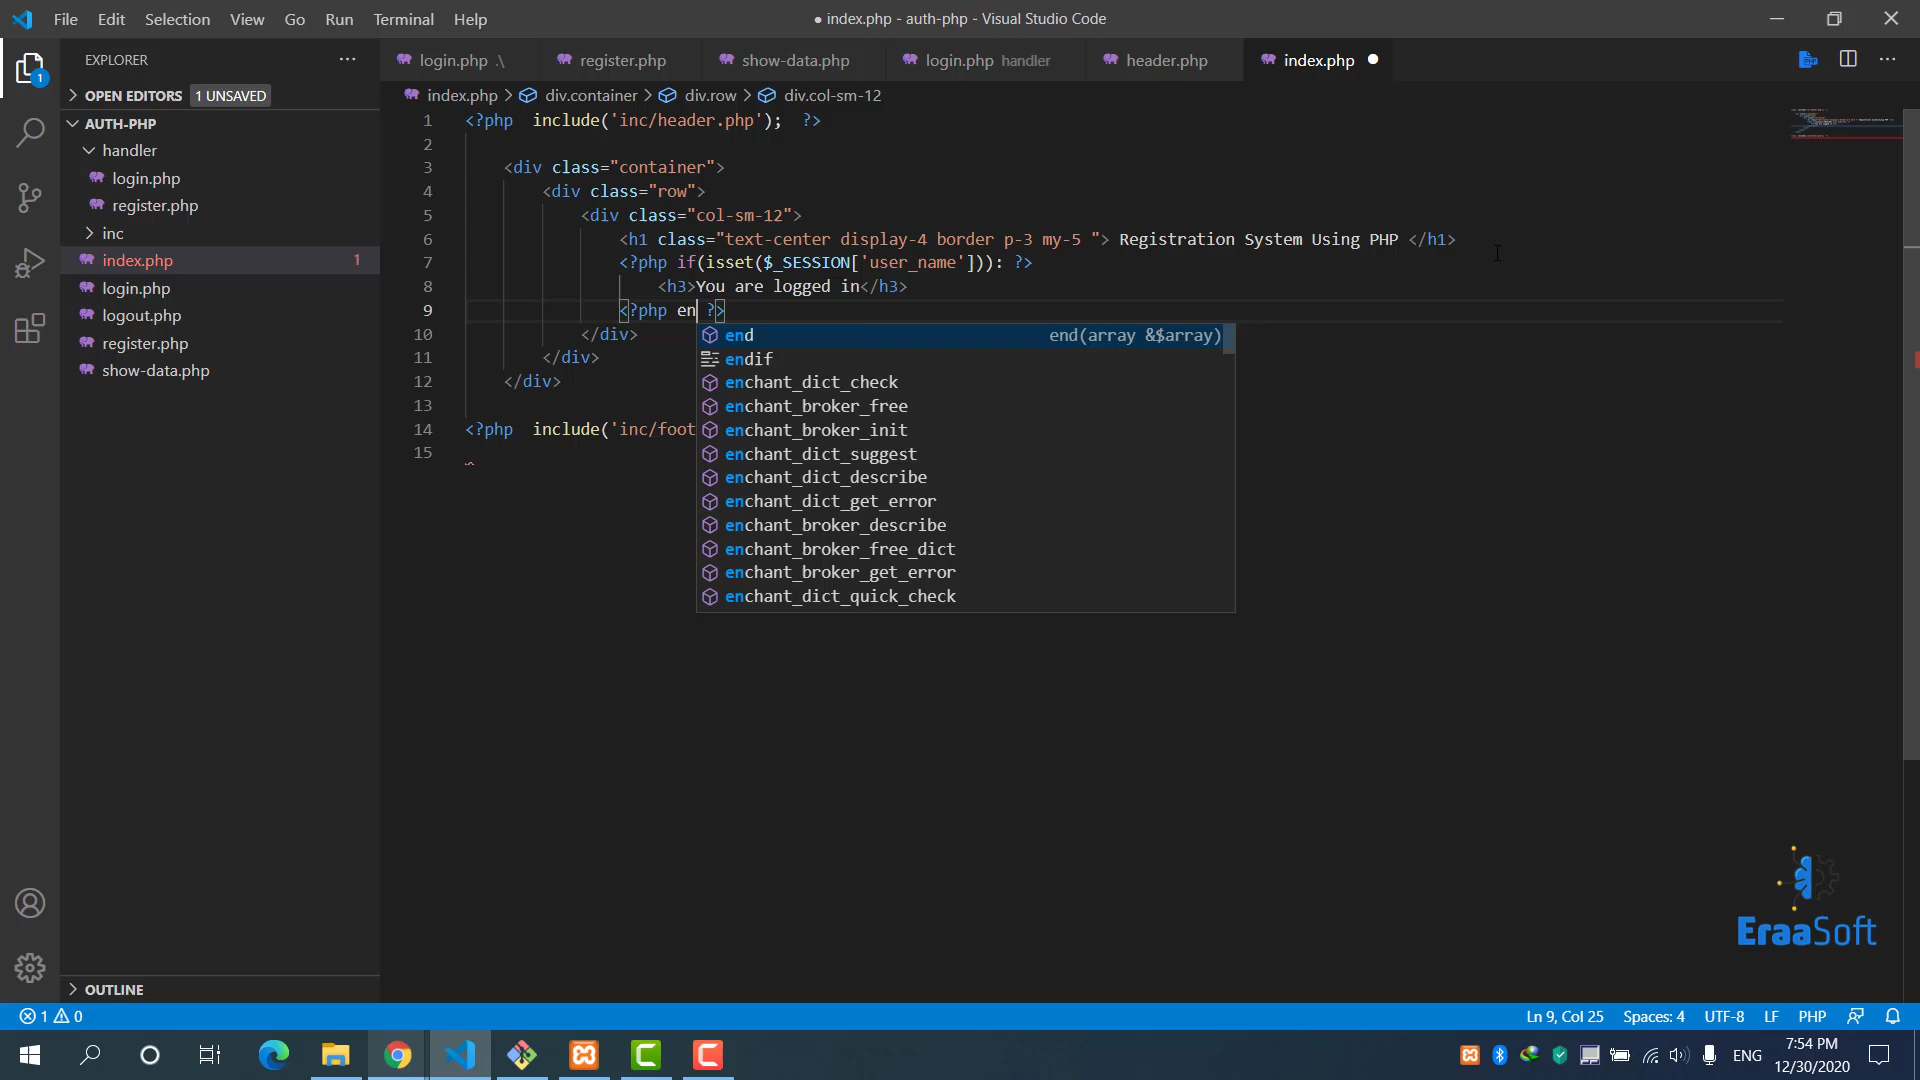 File Edit Selection View Go Run Terminal Help
● index.php - auth-php - Visual Studio Code
EXPLORER
login.php .\ register.php show-data.php login.php handler header.php index.php
OPEN EDITORS 1 UNSAVED
index.php > div.container > div.row > div.col-sm-12
AUTH-PHP
handler
login.php
register.php
inc
index.php 1
login.php
logout.php
register.php
show-data.php
1 <?php  include('inc/header.php');  ?>
2
3 <div class="container">
4 <div class="row">
5 <div class="col-sm-12">
6 <h1 class="text-center display-4 border p-3 my-5 "> Registration System Using PHP </h1>
7 <?php if(isset($_SESSION['user_name'])): ?>
8 <h3>You are logged in</h3>
9 <?php en ?>
10 </div>
11 </div>
12 </div>
13
14 <?php  include('inc/foot
15
end end(array &$array)
endif
enchant_dict_check
enchant_broker_free
enchant_broker_init
enchant_dict_suggest
enchant_dict_describe
enchant_dict_get_error
enchant_broker_describe
enchant_broker_free_dict
enchant_broker_get_error
enchant_dict_quick_check
EraaSoft
OUTLINE
1 0
Ln 9, Col 25 Spaces: 4 UTF-8 LF PHP
ENG
7:54 PM
12/30/2020